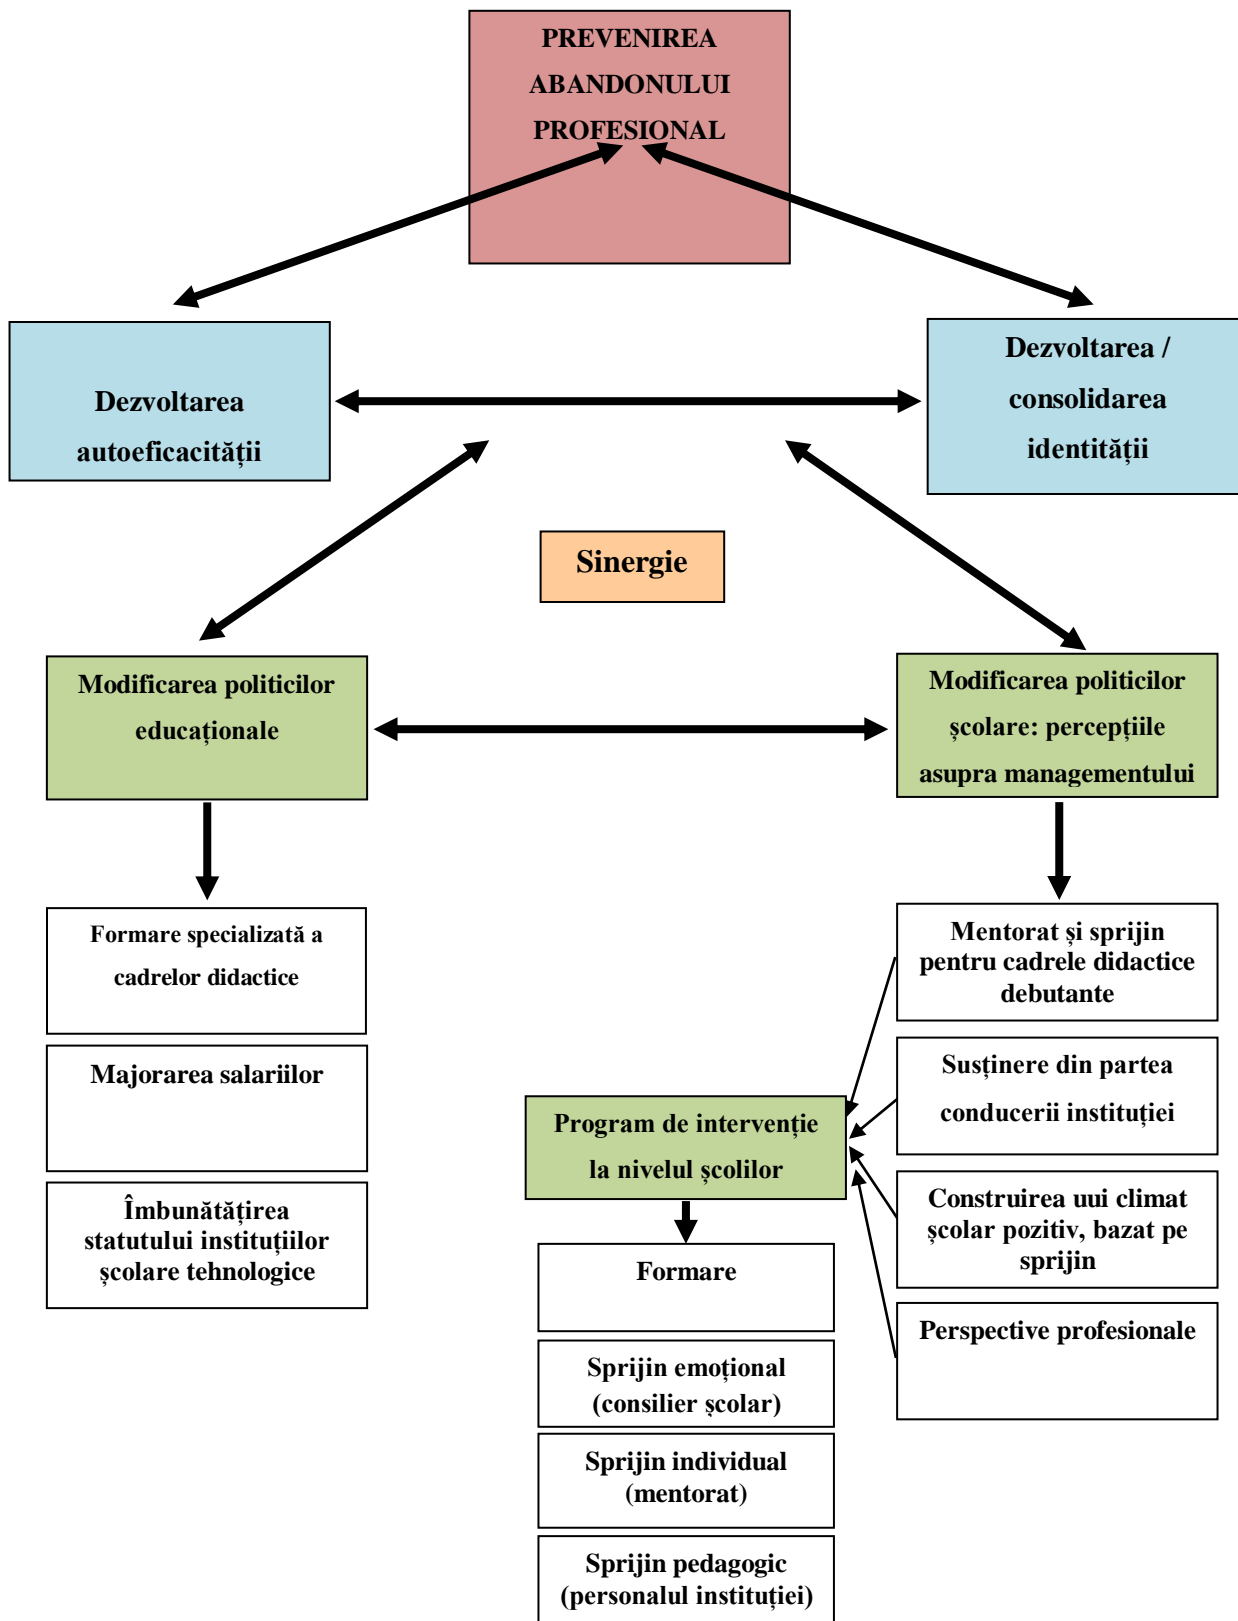 PREVENIREA
ABANDONULUI
PROFESIONAL
Dezvoltarea
autoeficacității
Dezvoltarea /
consolidarea
identității
Sinergie
Modificarea politicilor
educaționale
Modificarea politicilor
școlare: percepțiile
asupra managementului
Formare specializată a
cadrelor didactice
Majorarea salariilor
Îmbunătățirea
statutului instituțiilor
școlare tehnologice
Mentorat și sprijin
pentru cadrele didactice
debutante
Susținere din partea
conducerii instituției
Construirea uui climat
școlar pozitiv, bazat pe
sprijin
Perspective profesionale
Program de intervenție
la nivelul școlilor
Formare
Sprijin emoțional
(consilier școlar)
Sprijin individual
(mentorat)
Sprijin pedagogic
(personalul instituției)